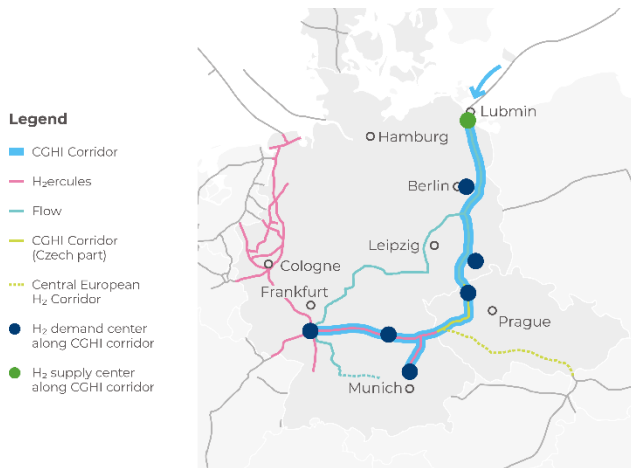 Legend
CGHI Corridor
H₂ercules
Flow
CGHI Corridor
(Czech part)
Central European
H₂ Corridor
H₂ demand center
along CGHI corridor
H₂ supply center
along CGHI corridor
Lubmin
Hamburg
Berlin
Leipzig
Cologne
Frankfurt
Prague
Munich